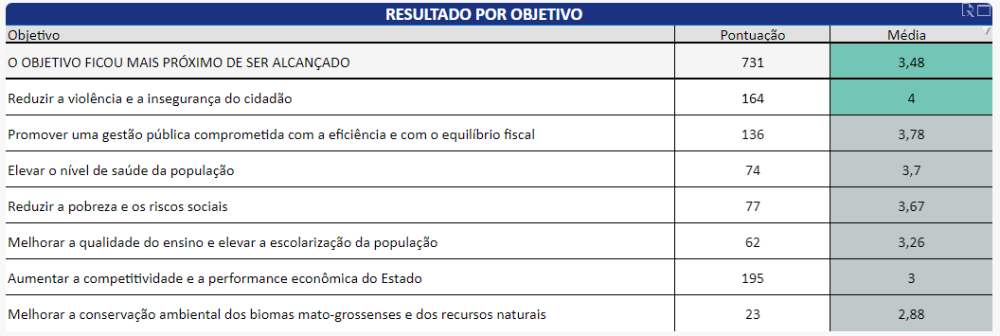 RESULTADO POR OBJETIVO
Objetivo Pontuação Média
O OBJETIVO FICOU MAIS PRÓXIMO DE SER ALCANÇADO 731 3,48
Reduzir a violência e a insegurança do cidadão 164 4
Promover uma gestão pública comprometida com a eficiência e com o equilíbrio fiscal 136 3,78
Elevar o nível de saúde da população 74 3,7
Reduzir a pobreza e os riscos sociais 77 3,67
Melhorar a qualidade do ensino e elevar a escolarização da população 62 3,26
Aumentar a competitividade e a performance econômica do Estado 195 3
Melhorar a conservação ambiental dos biomas mato-grossenses e dos recursos naturais 23 2,88